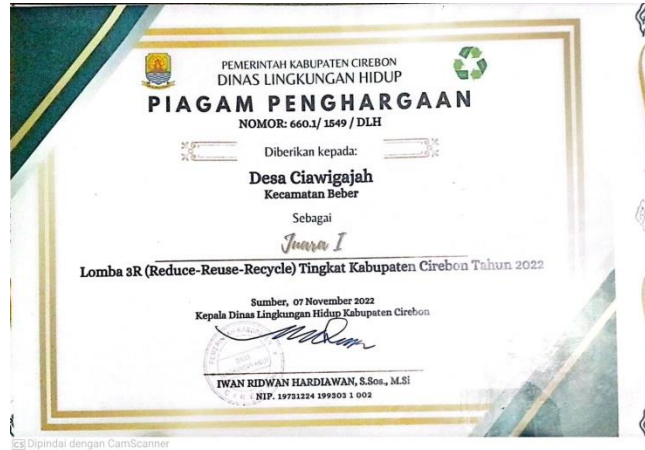 PEMERINTAH KABUPATEN CIREBON
DINAS LINGKUNGAN HIDUP
PIAGAM PENGHARGAAN
NOMOR: 660.1/ 1549 / DLH
Diberikan kepada:
Desa Ciawigajah
Kecamatan Beber
Sebagai
Juara I
Lomba 3R (Reduce-Reuse-Recycle) Tingkat Kabupaten Cirebon Tahun 2022
Sumber, 07 November 2022
Kepala Dinas Lingkungan Hidup Kabupaten Cirebon
IWAN RIDWAN HARDIAWAN, S.Sos., M.Si
NIP. 19731224 199303 1 002
CS Dipindai dengan CamScanner